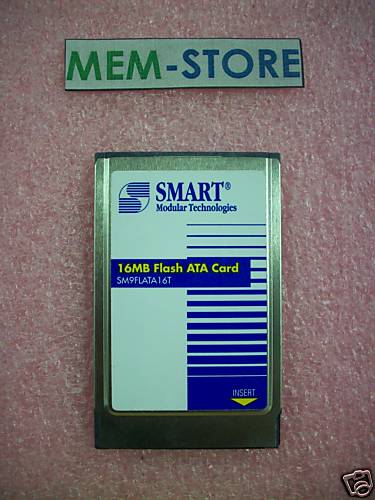 MEM-STORE
SMART®
Modular Technologies
16MB Flash ATA Card
SM9FLATA16T
INSERT